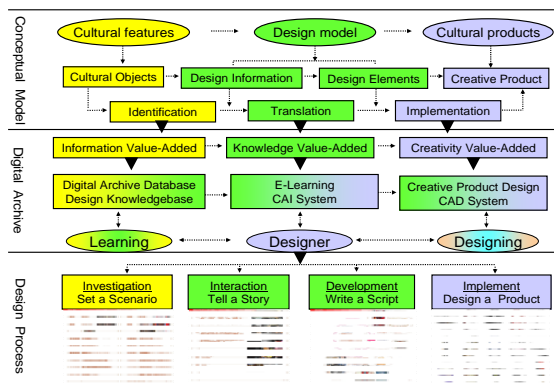 Conceptual Model
Cultural features
Design model
Cultural products
Cultural Objects
Design Information
Design Elements
Creative Product
Identification
Translation
Implementation
Digital Archive
Information Value-Added
Knowledge Value-Added
Creativity Value-Added
Digital Archive Database
Design Knowledgebase
E-Learning
CAI System
Creative Product Design
CAD System
Learning
Designer
Designing
Design Process
Investigation
Set a Scenario
Interaction
Tell a Story
Development
Write a Script
Implement
Design a Product